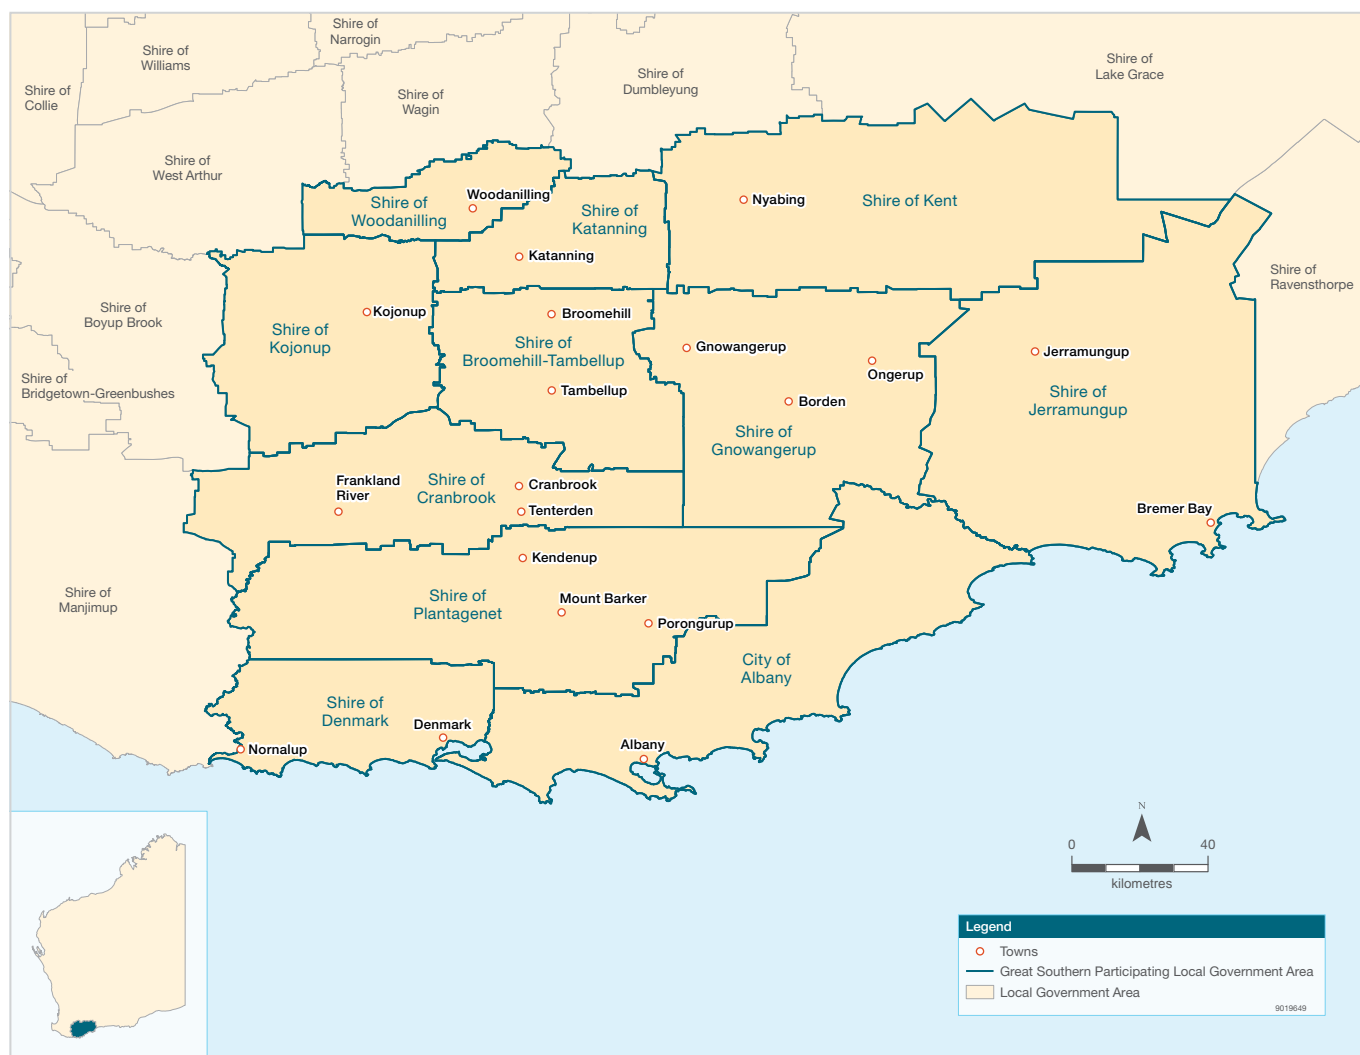 Shire of
Narrogin
Shire of
Williams
Shire of
Lake Grace
Shire of
Collie
Shire of
Wagin
Shire of
Dumbleyung
Shire of
West Arthur
Woodanilling
Shire of
Woodanilling
Shire of
Katanning
Nyabing
Shire of Kent
Katanning
Shire of
Ravensthorpe
Shire of
Boyup Brook
Kojonup
Shire of
Kojonup
Broomehill
Shire of
Broomehill-Tambellup
Tambellup
Gnowangerup
Ongerup
Borden
Shire of
Gnowangerup
Jerramungup
Shire of
Jerramungup
Shire of
Bridgetown-Greenbushes
Frankland
River
Shire of
Cranbrook
Cranbrook
Tenterden
Bremer Bay
Kendenup
Shire of
Manjimup
Shire of
Plantagenet
Mount Barker
Porongurup
City of
Albany
Shire of
Denmark
Denmark
Nornalup
Albany
N
0 40
kilometres
Legend
Towns
Great Southern Participating Local Government Area
Local Government Area
9019649